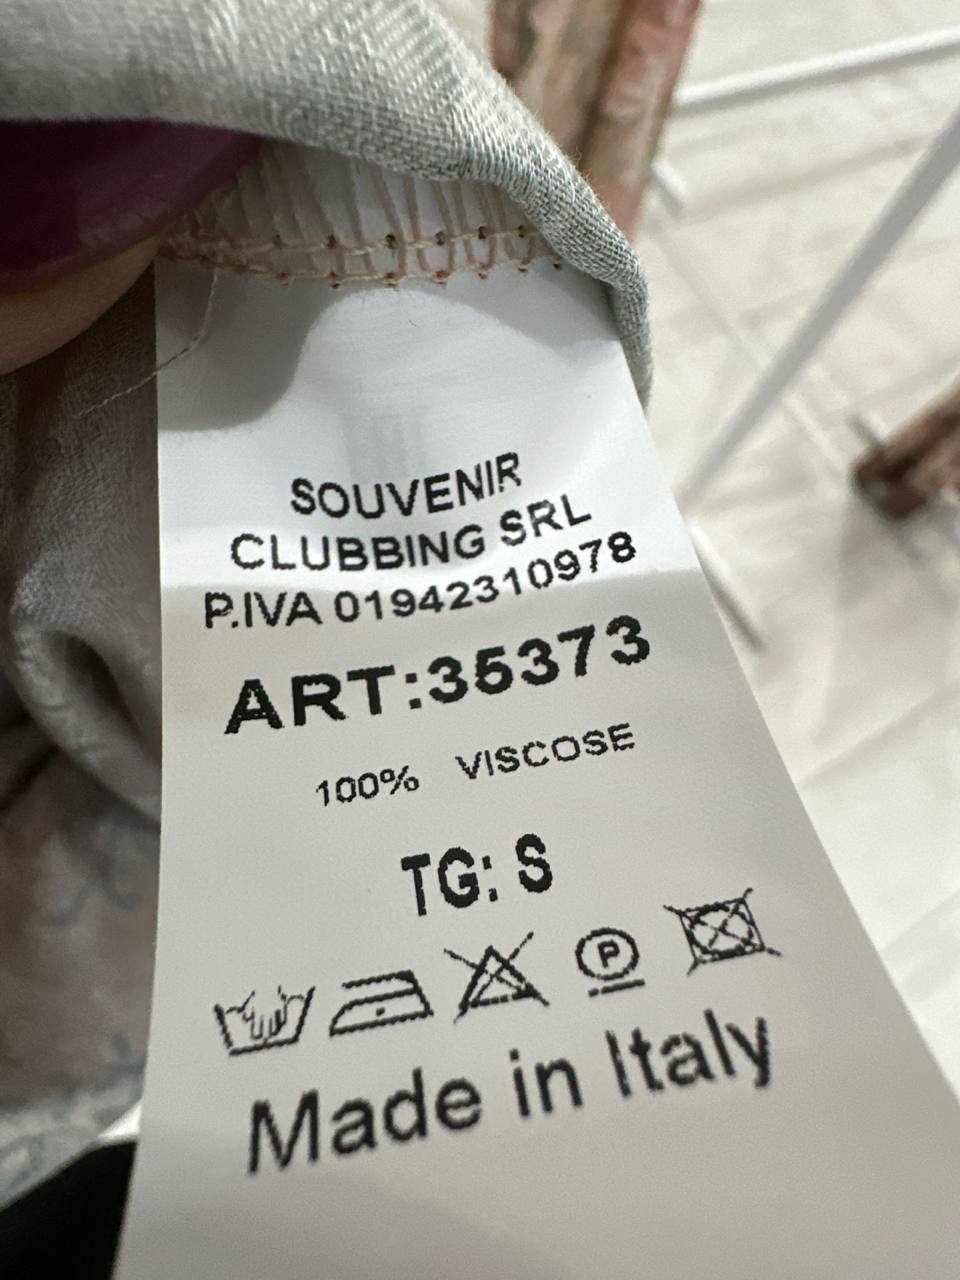 SOUVENIR
CLUBBING SRL
P.IVA 01942310978
ART:35373
100% VISCOSE
TG: S
P
Made in Italy